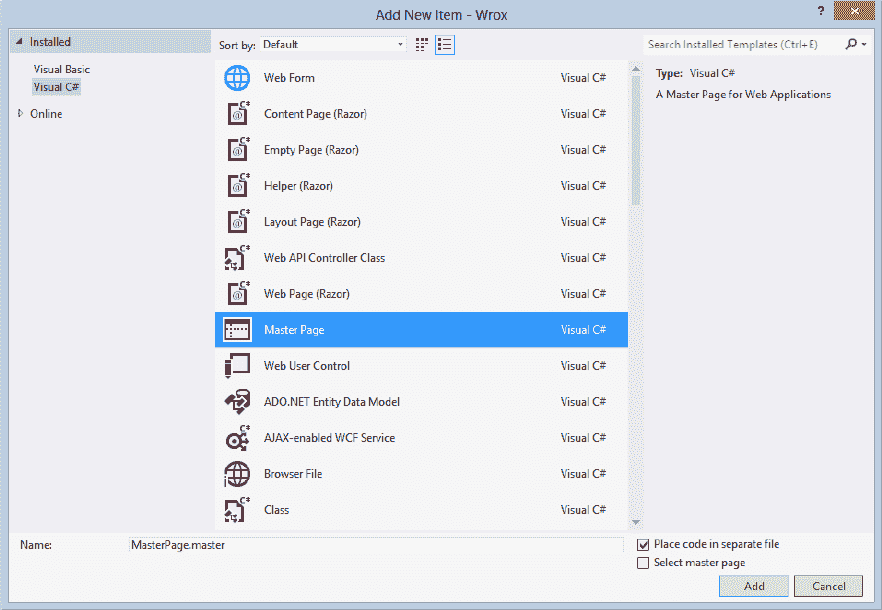 Add New Item - Wrox
?
Installed
Visual Basic
Visual C#
Online
Sort by: Default
Search Installed Templates (Ctrl+E)
Web Form Visual C#
Content Page (Razor) Visual C#
Empty Page (Razor) Visual C#
Helper (Razor) Visual C#
Layout Page (Razor) Visual C#
Web API Controller Class Visual C#
Web Page (Razor) Visual C#
Master Page Visual C#
Web User Control Visual C#
ADO.NET Entity Data Model Visual C#
AJAX-enabled WCF Service Visual C#
Browser File Visual C#
Class Visual C#
Type: Visual C#
A Master Page for Web Applications
Name: MasterPage.master
Place code in separate file
Select master page
Add Cancel